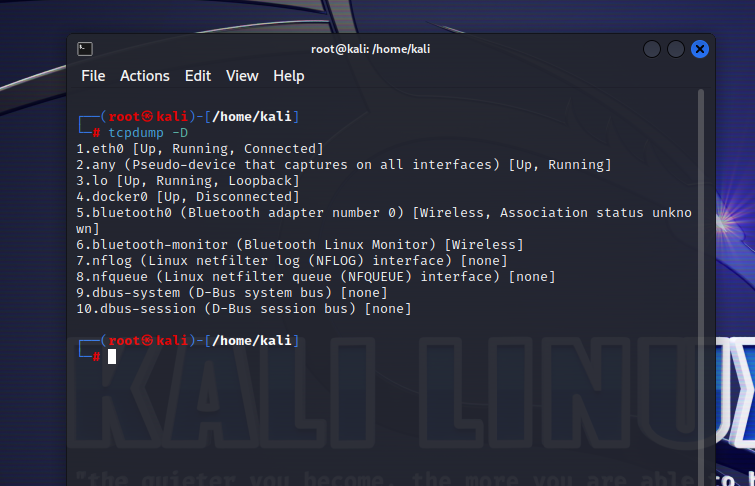 root@kali: /home/kali
File Actions Edit View Help
┌──(root㉿kali)-[/home/kali]
└─# tcpdump -D
1.eth0 [Up, Running, Connected]
2.any (Pseudo-device that captures on all interfaces) [Up, Running]
3.lo [Up, Running, Loopback]
4.docker0 [Up, Disconnected]
5.bluetooth0 (Bluetooth adapter number 0) [Wireless, Association status unkno
wn]
6.bluetooth-monitor (Bluetooth Linux Monitor) [Wireless]
7.nflog (Linux netfilter log (NFLOG) interface) [none]
8.nfqueue (Linux netfilter queue (NFQUEUE) interface) [none]
9.dbus-system (D-Bus system bus) [none]
10.dbus-session (D-Bus session bus) [none]
┌──(root㉿kali)-[/home/kali]
└─#
KALI LINUX
"the quieter you become, the more you are able to